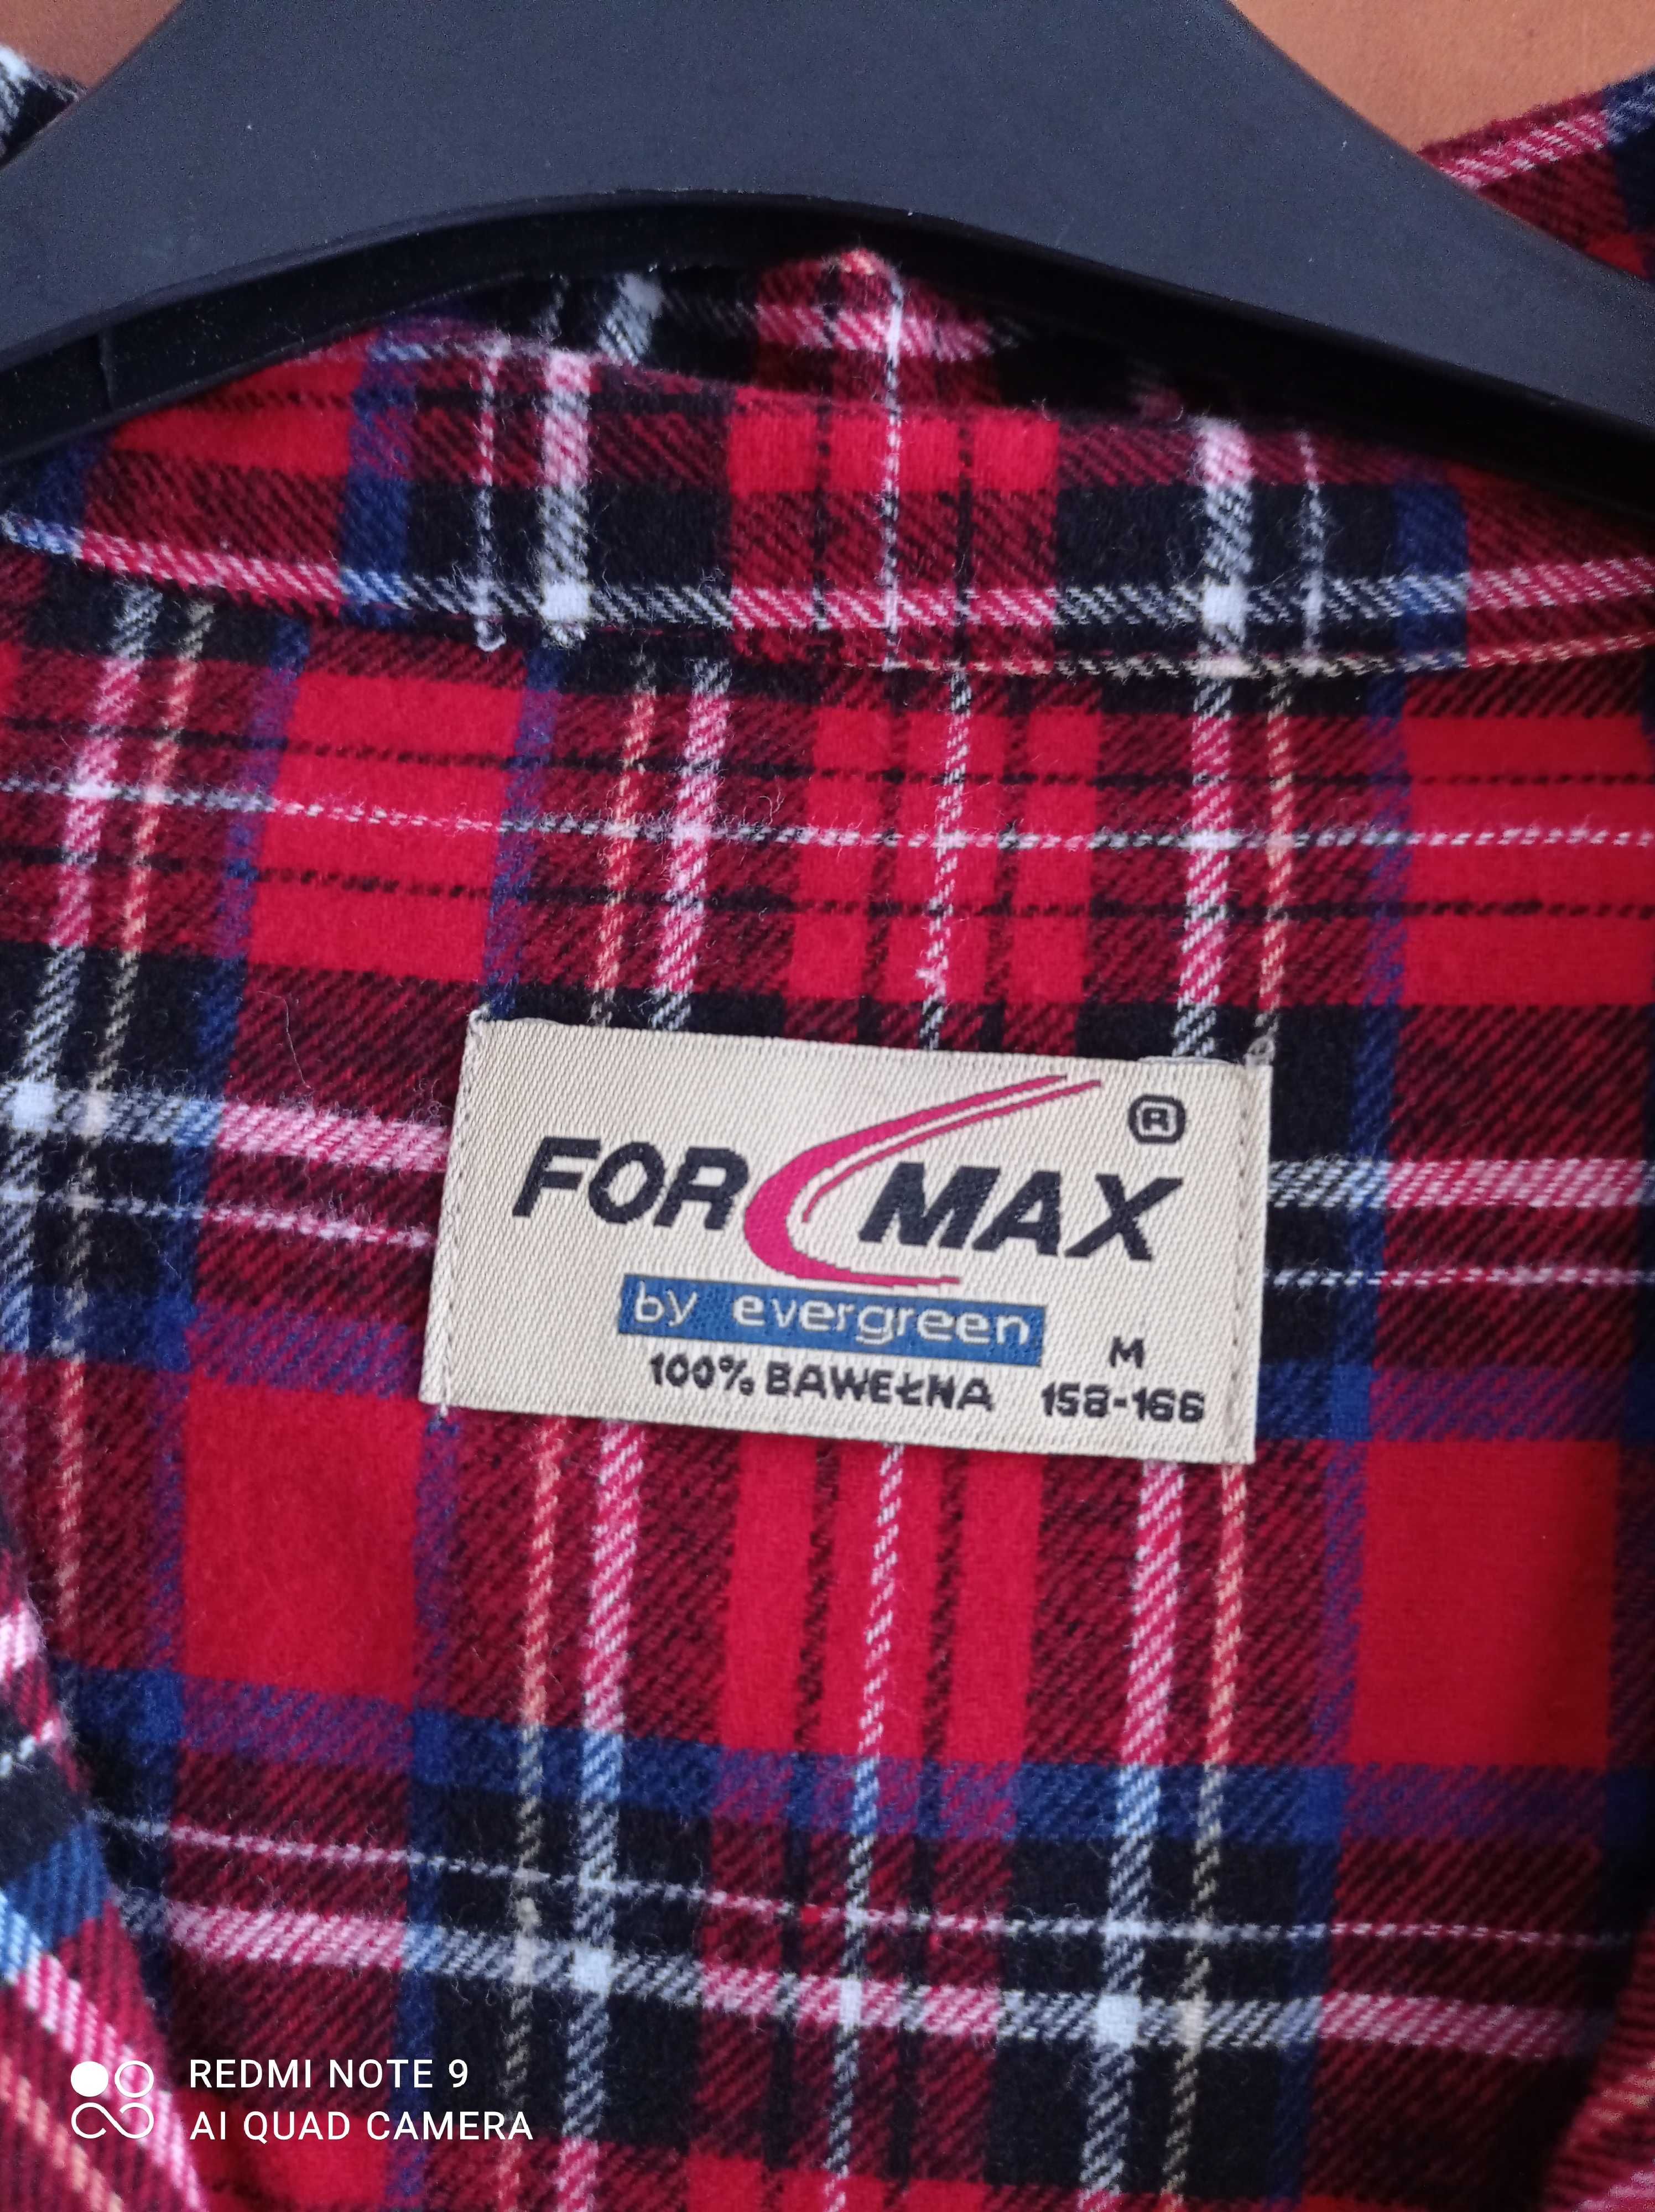 FOR MAX ®
by evergreen
M
100% BAWEŁNA 158-166
REDMI NOTE 9
AI QUAD CAMERA